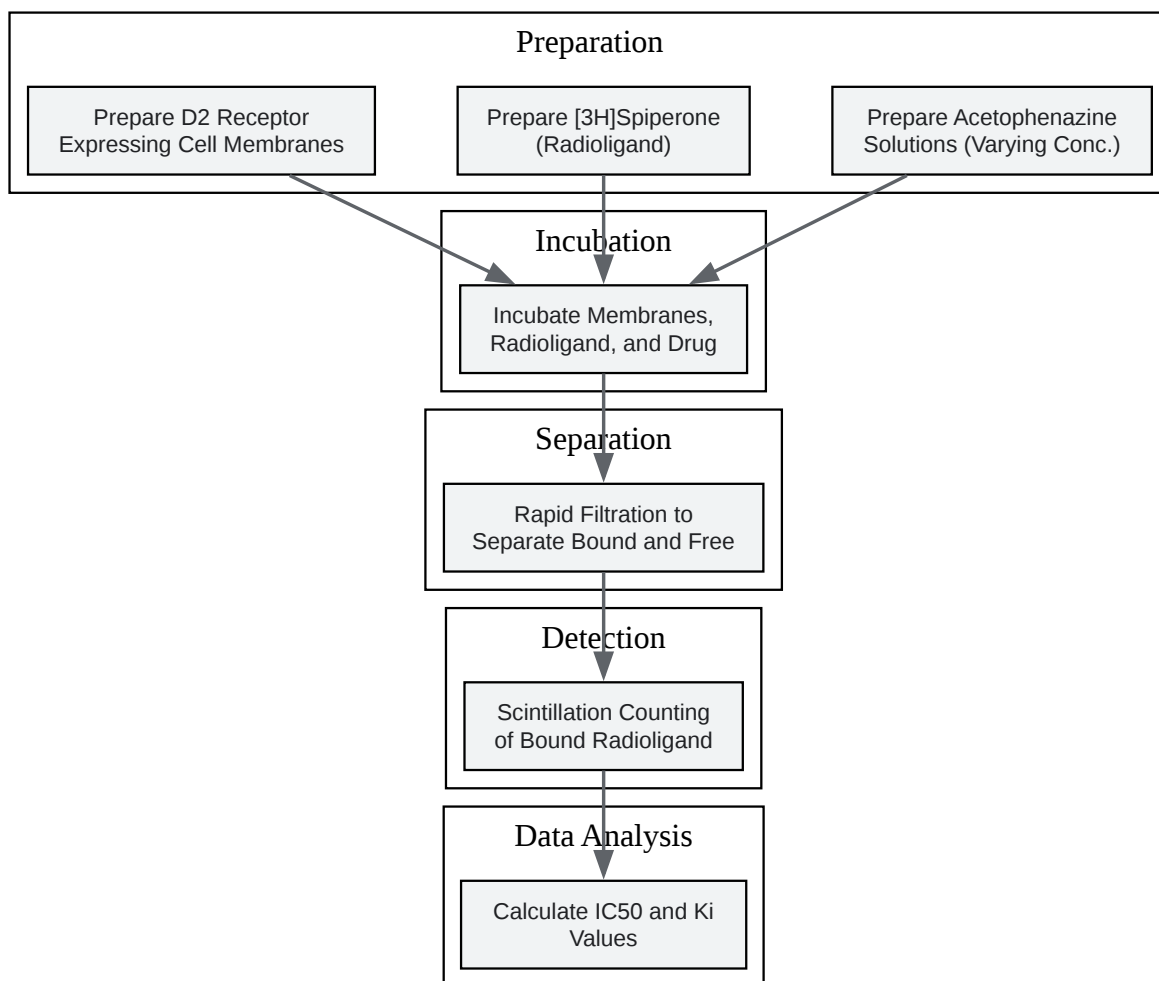 Preparation
Prepare D2 Receptor
Expressing Cell Membranes
Prepare [3H]Spiperone
(Radioligand)
Prepare Acetophenazine
Solutions (Varying Conc.)
Incubation
Incubate Membranes,
Radioligand, and Drug
Separation
Rapid Filtration to
Separate Bound and Free
Detection
Scintillation Counting
of Bound Radioligand
Data Analysis
Calculate IC50 and Ki
Values